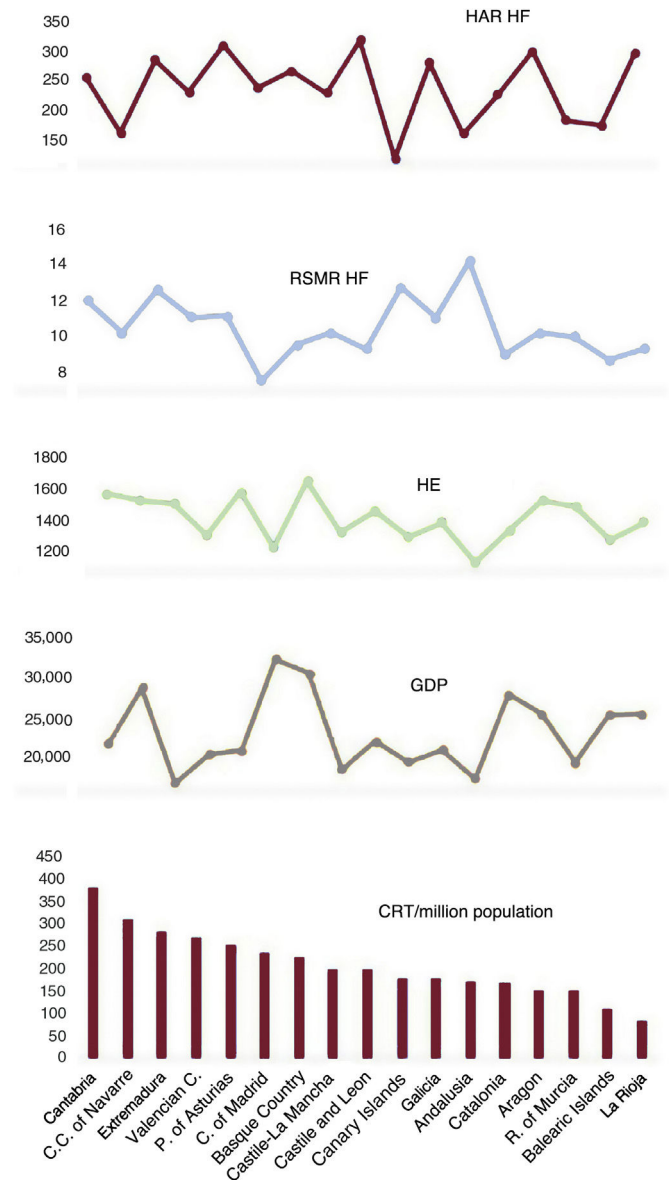 HAR HF
350
300
250
200
150
RSMR HF
16
14
12
10
8
HE
1800
1600
1400
1200
GDP
35,000
30,000
25,000
20,000
CRT/million population
450
400
350
300
250
200
150
100
50
0
Cantabria
C.C. of Navarre
Extremadura
Valencian C.
P. of Asturias
C. of Madrid
Basque Country
Castile-La Mancha
Castile and Leon
Canary Islands
Galicia
Andalusia
Catalonia
Aragon
R. of Murcia
Balearic Islands
La Rioja